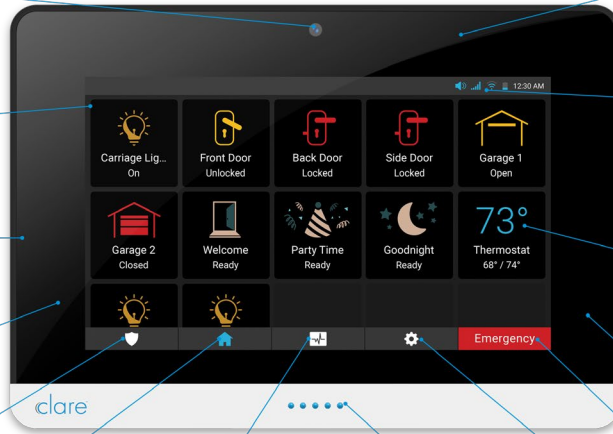 12:30 AM
Carriage Lig...
On
Front Door
Unlocked
Back Door
Locked
Side Door
Locked
Garage 1
Open
Garage 2
Closed
Welcome
Ready
Party Time
Ready
Goodnight
Ready
73°
Thermostat
68° / 74°
Emergency
clare